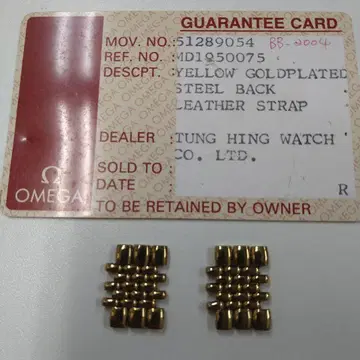 GUARANTEE CARD
MOV. NO. 51289054 BB-2004
REF. NO. MD1950075
DESCPT. YELLOW GOLDPLATED
STEEL BACK
LEATHER STRAP
DEALER TUNG HING WATCH
CO. LTD.
SOLD TO
DATE R
Ω
OMEGA
TO BE RETAINED BY OWNER